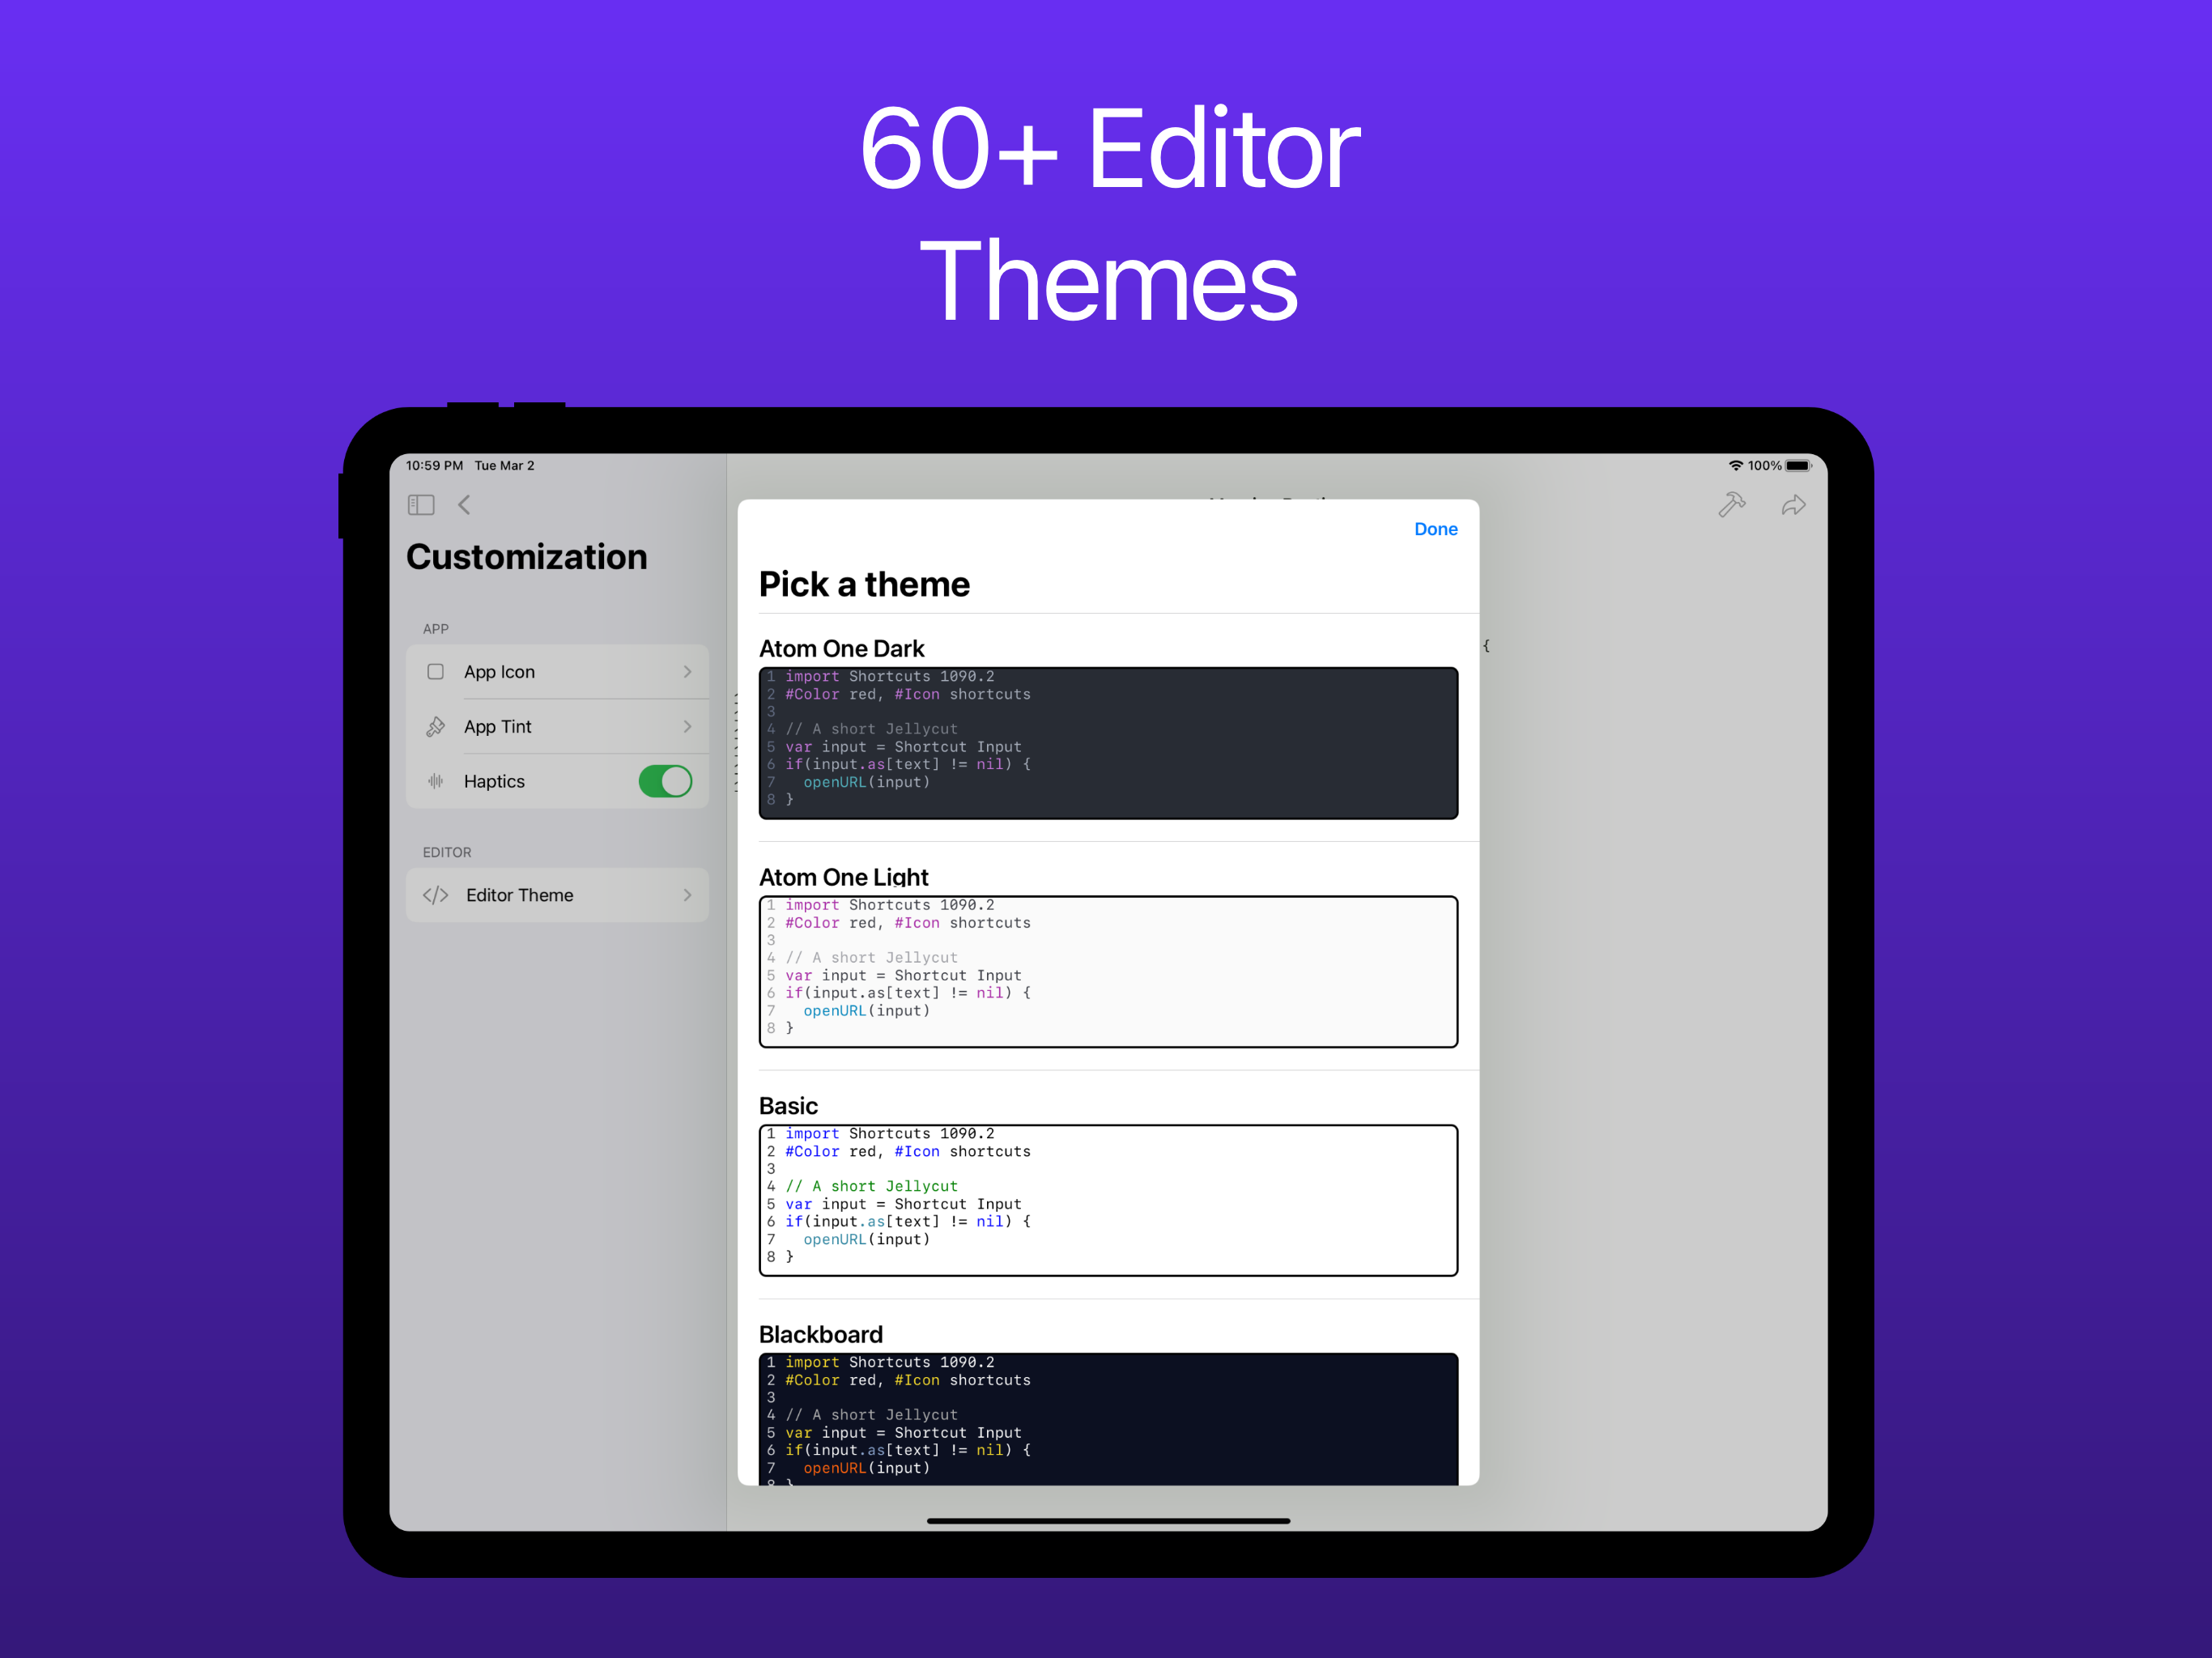 60+ Editor
Themes
10:59 PM Tue Mar 2
100%
Customization
APP
App Icon
App Tint
Haptics
EDITOR
Editor Theme
Done
Pick a theme
{
Atom One Dark
1 import Shortcuts 1090.2
2 #Color red, #Icon shortcuts
3
4 // A short Jellycut
5 var input = Shortcut Input
6 if(input.as[text] != nil) {
7   openURL(input)
8 }
Atom One Light
1 import Shortcuts 1090.2
2 #Color red, #Icon shortcuts
3
4 // A short Jellycut
5 var input = Shortcut Input
6 if(input.as[text] != nil) {
7   openURL(input)
8 }
Basic
1 import Shortcuts 1090.2
2 #Color red, #Icon shortcuts
3
4 // A short Jellycut
5 var input = Shortcut Input
6 if(input.as[text] != nil) {
7   openURL(input)
8 }
Blackboard
1 import Shortcuts 1090.2
2 #Color red, #Icon shortcuts
3
4 // A short Jellycut
5 var input = Shortcut Input
6 if(input.as[text] != nil) {
7   openURL(input)
8 }